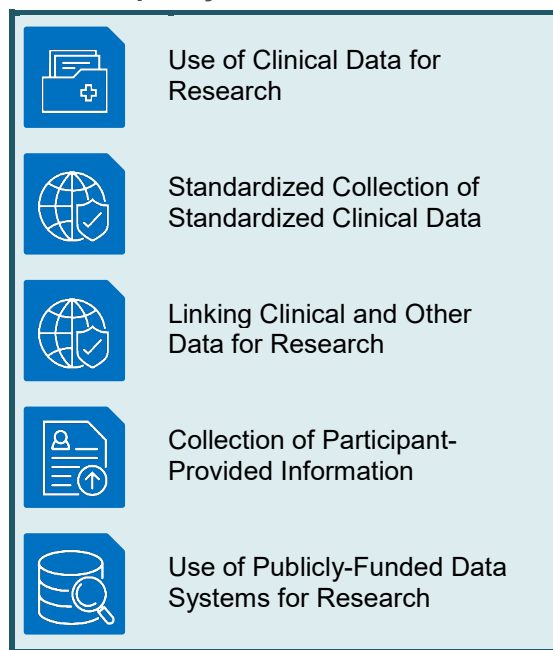 Use of Clinical Data for
Research
Standardized Collection of
Standardized Clinical Data
Linking Clinical and Other
Data for Research
Collection of Participant-
Provided Information
Use of Publicly-Funded Data
Systems for Research